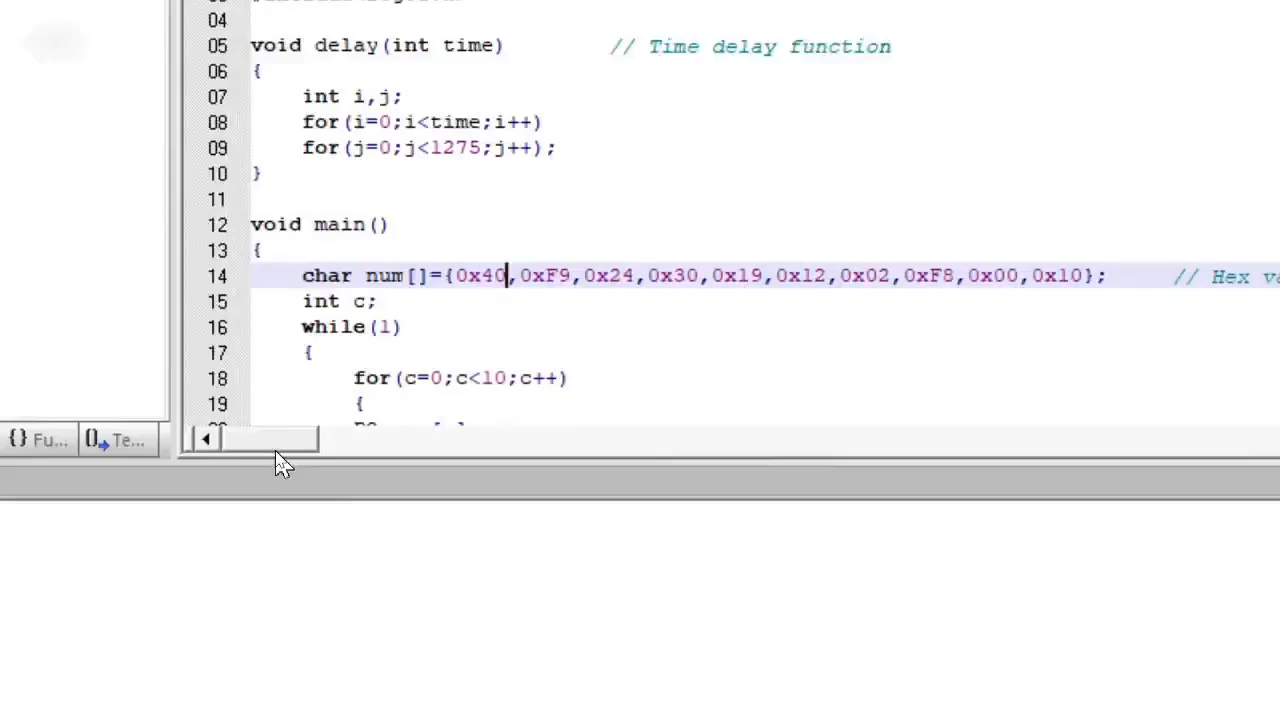 04
05 void delay(int time) // Time delay function
06 {
07 int i,j;
08 for(i=0;i<time;i++)
09 for(j=0;j<1275;j++);
10 }
11
12 void main()
13 {
14 char num[]={0x40,0xF9,0x24,0x30,0x19,0x12,0x02,0xF8,0x00,0x10}; // Hex
15 int c;
16 while(1)
17 {
18 for(c=0;c<10;c++)
19 {
{} Fu... Te...